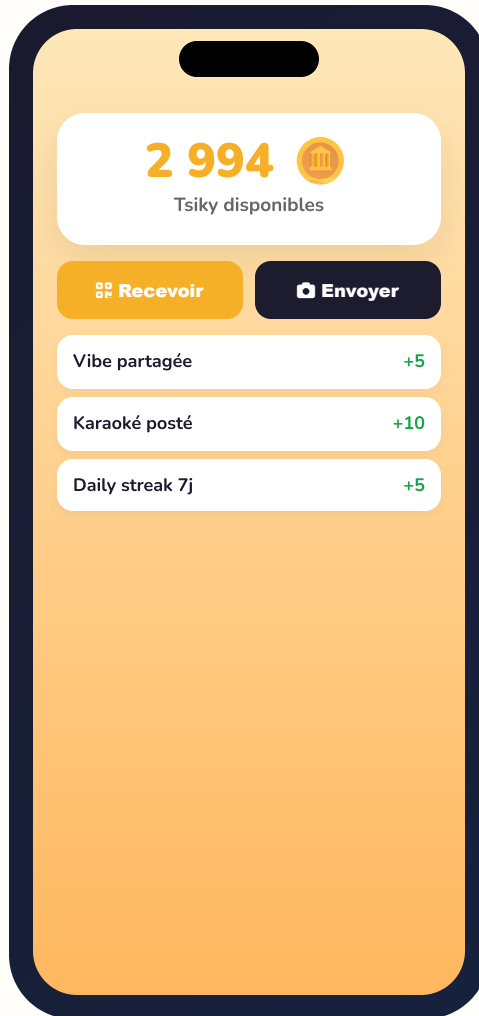 2 994
Tsiky disponibles
Recevoir
Envoyer
Vibe partagée +5
Karaoké posté +10
Daily streak 7j +5